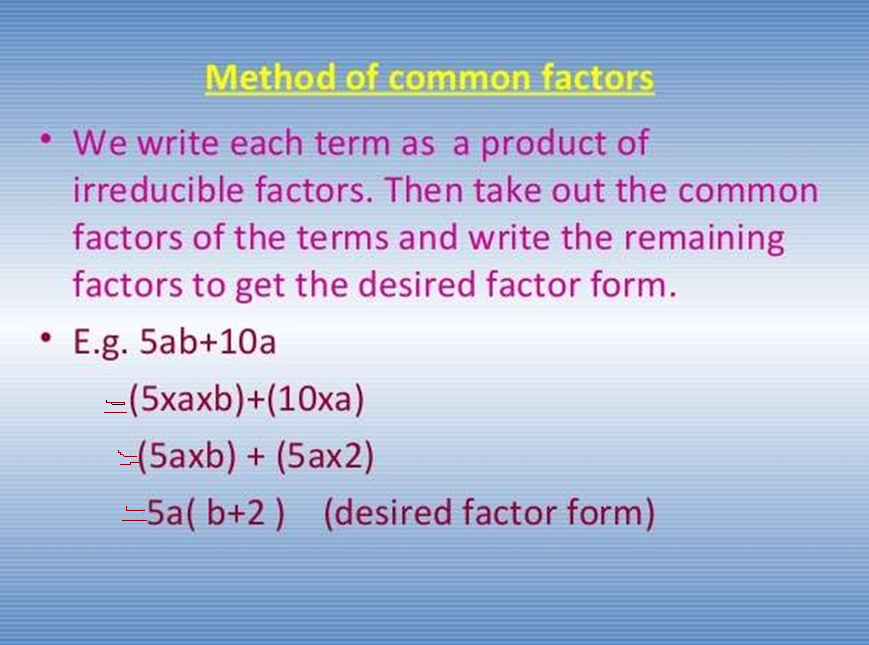 Method of common factors
• We write each term as a product of
irreducible factors. Then take out the common
factors of the terms and write the remaining
factors to get the desired factor form.
• E.g. 5ab+10a
=(5xaxb)+(10xa)
=(5axb) + (5ax2)
=5a( b+2 ) (desired factor form)